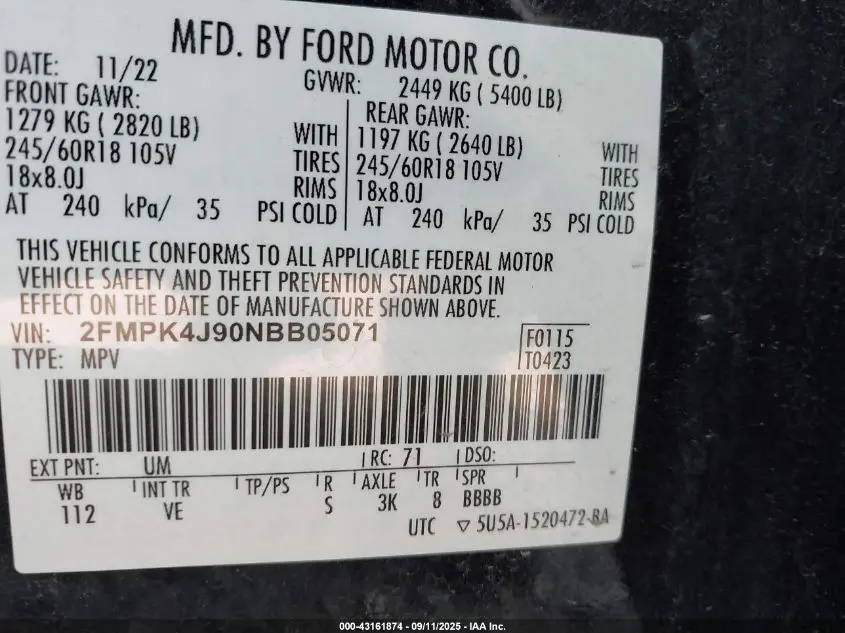 MFD. BY FORD MOTOR CO.
DATE: 11/22
GVWR: 2449 KG ( 5400 LB)
FRONT GAWR:
1279 KG ( 2820 LB) WITH
245/60R18 105V TIRES
18x8.0J RIMS
AT 240 kPa/ 35 PSI COLD
REAR GAWR:
1197 KG ( 2640 LB) WITH
245/60R18 105V TIRES
18x8.0J RIMS
AT 240 kPa/ 35 PSI COLD
THIS VEHICLE CONFORMS TO ALL APPLICABLE FEDERAL MOTOR
VEHICLE SAFETY AND THEFT PREVENTION STANDARDS IN
EFFECT ON THE DATE OF MANUFACTURE SHOWN ABOVE.
VIN: 2FMPK4J90NBB05071
TYPE: MPV
F0115
T0423
EXT PNT: UM RC: 71 DSO:
WB INT TR TP/PS R AXLE TR SPR
112 VE S 3K 8 BBBB
UTC ▽ 5U5A-1520472-BA
000-43161874 - 09/11/2025 - IAA Inc.